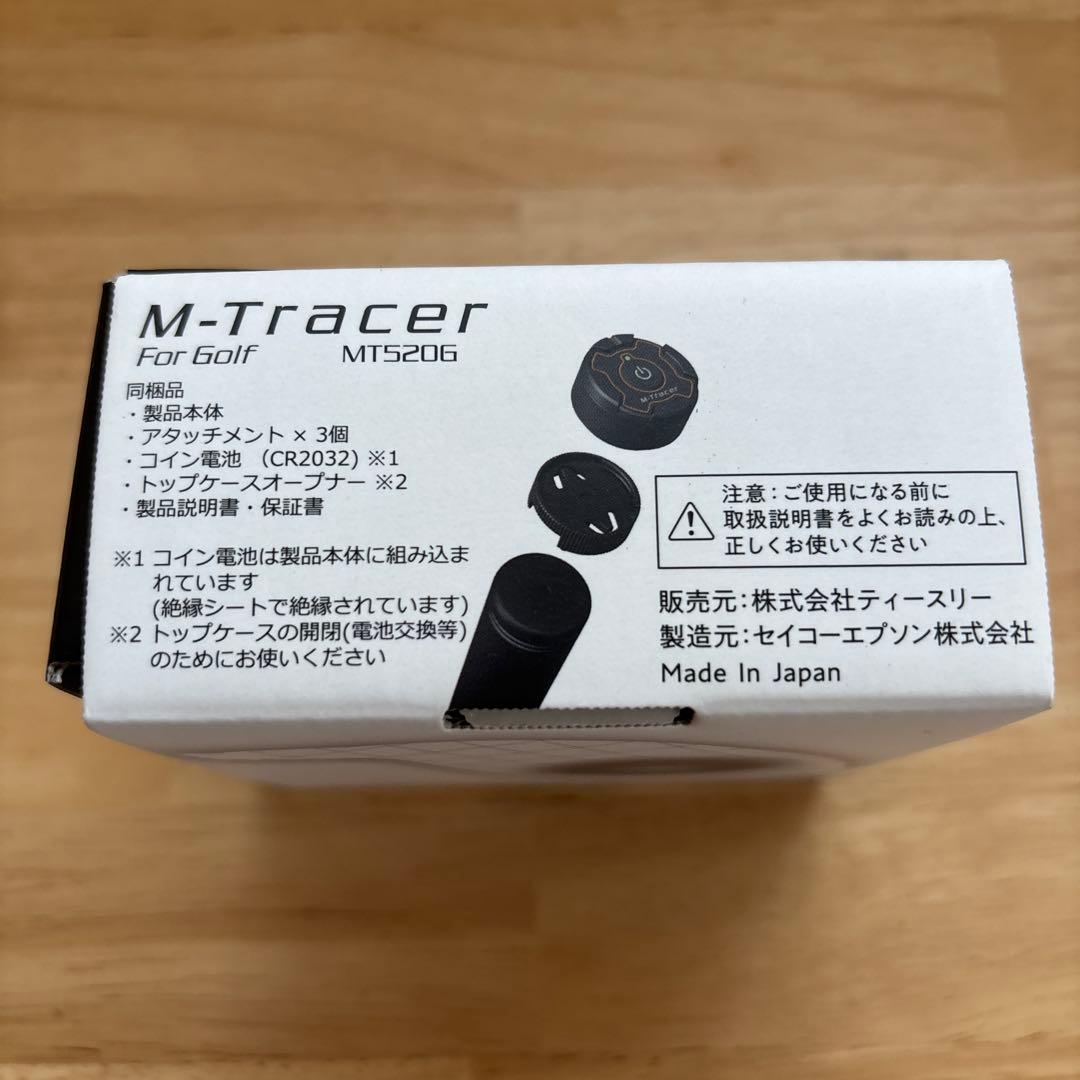 M-Tracer
For Golf MT520G
同梱品
・製品本体
・アタッチメント × 3個
・コイン電池 （CR2032) ※1
・トップケースオープナー ※2
・製品説明書・保証書
※1 コイン電池は製品本体に組み込ま
れています
(絶縁シートで絶縁されています)
※2 トップケースの開閉(電池交換等)
のためにお使いください
M-Tracer
注意：ご使用になる前に
取扱説明書をよくお読みの上、
正しくお使いください
販売元：株式会社ティースリー
製造元：セイコーエプソン株式会社
Made In Japan